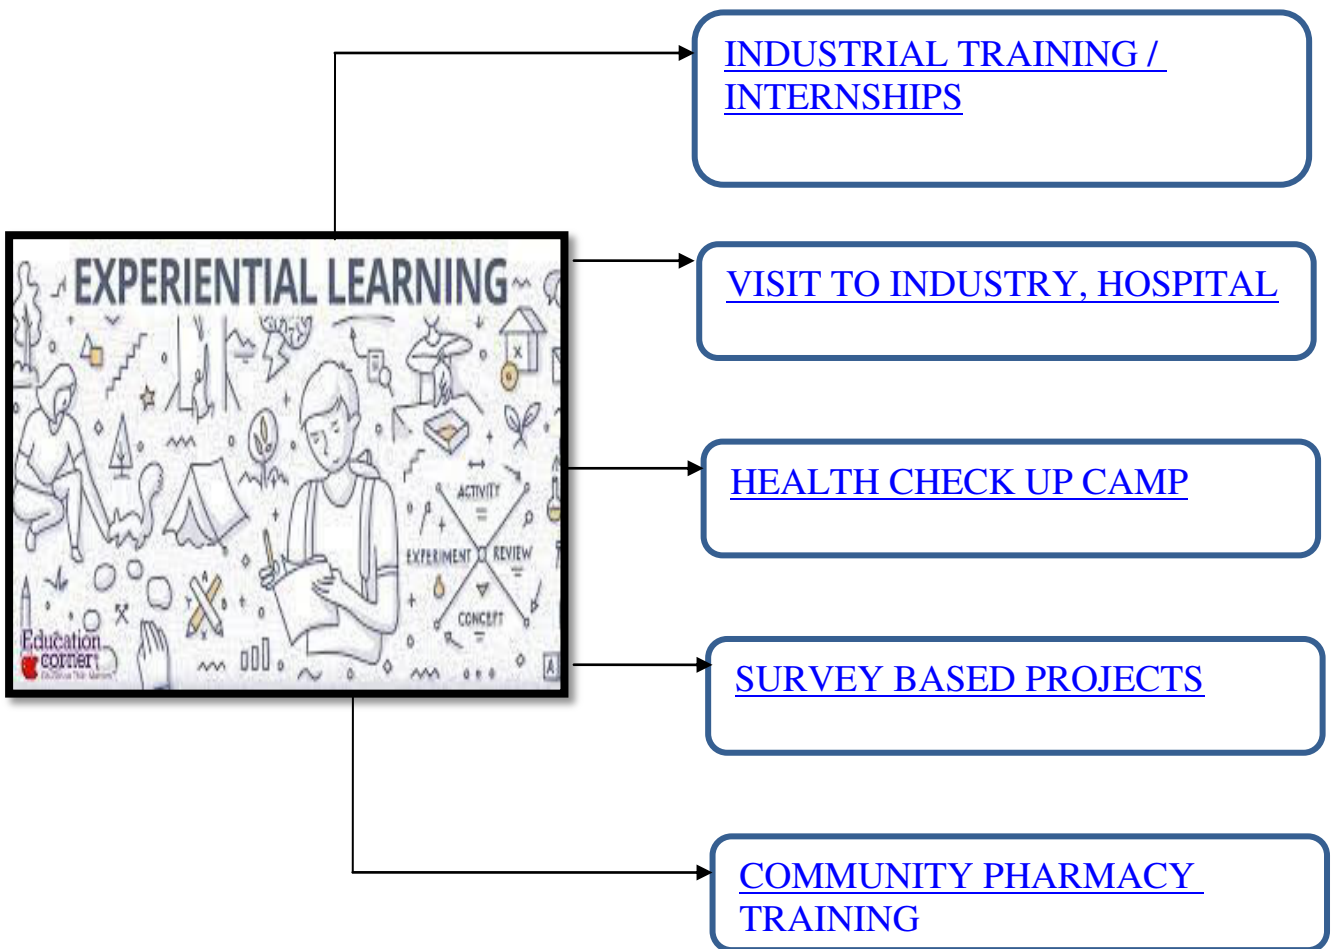 INDUSTRIAL TRAINING /
INTERNSHIPS
EXPERIENTIAL LEARNING
VISIT TO INDUSTRY, HOSPITAL
HEALTH CHECK UP CAMP
ACTIVITY
EXPERIMENT
REVIEW
CONCEPT
Education
corner
SURVEY BASED PROJECTS
COMMUNITY PHARMACY
TRAINING